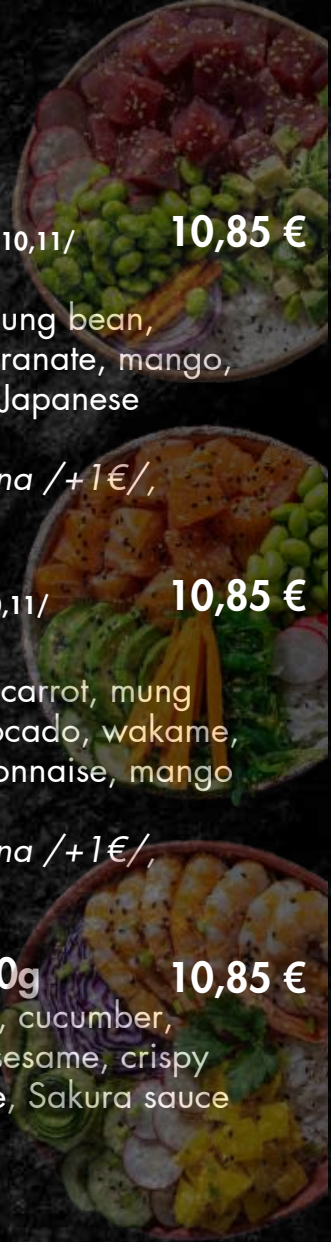 10,11/ 10,85 €
ung bean,
ranate, mango,
Japanese
na /+1€/,
,11/ 10,85 €
carrot, mung
ocado, wakame,
onnaise, mango
na /+1€/,
0g 10,85 €
, cucumber,
sesame, crispy
e, Sakura sauce